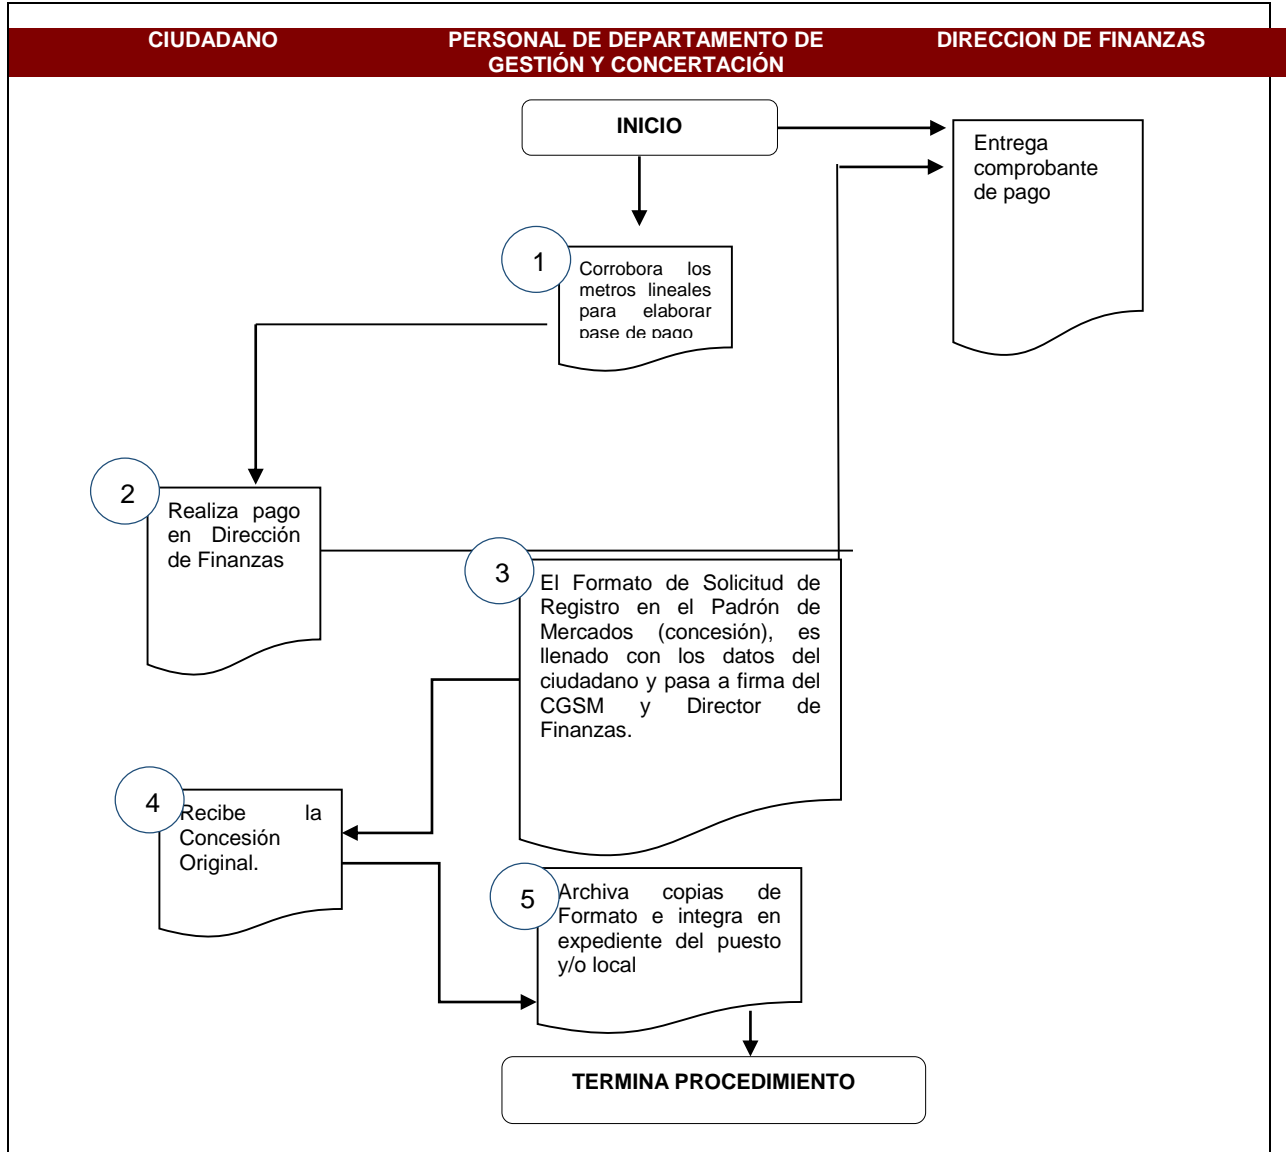 CIUDADANO
PERSONAL DE DEPARTAMENTO DE
GESTIÓN Y CONCERTACIÓN
DIRECCION DE FINANZAS
INICIO
Entrega
comprobante
de pago
1
Corrobora los
metros lineales
para elaborar
pase de pago
2
Realiza pago
en Dirección
de Finanzas
3
El Formato de Solicitud de
Registro en el Padrón de
Mercados (concesión), es
llenado con los datos del
ciudadano y pasa a firma del
CGSM y Director de
Finanzas.
4
Recibe la
Concesión
Original.
5
Archiva copias de
Formato e integra en
expediente del puesto
y/o local
TERMINA PROCEDIMIENTO